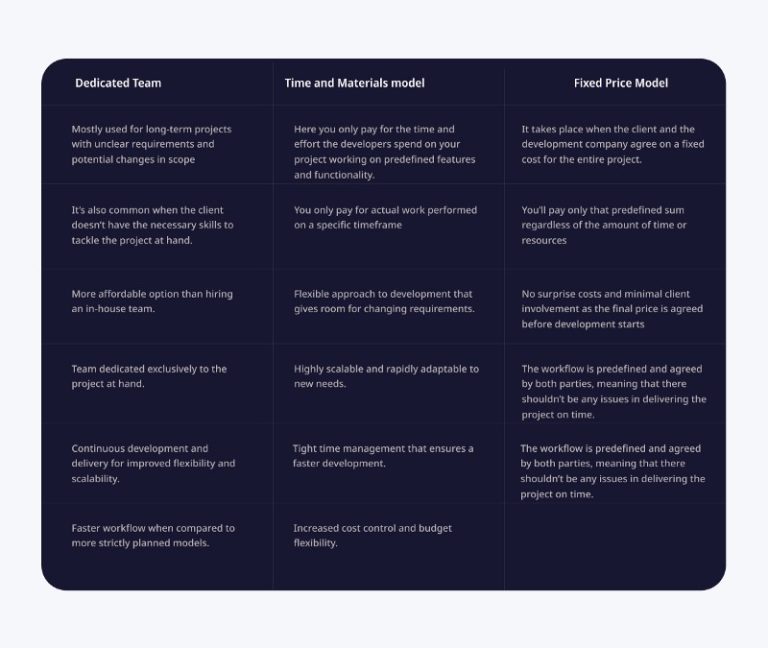 Dedicated Team
Time and Materials model
Fixed Price Model
Mostly used for long-term projects
with unclear requirements and
potential changes in scope
Here you only pay for the time and
effort the developers spend on your
project working on predefined features
and functionality.
It takes place when the client and the
development company agree on a fixed
cost for the entire project.
It's also common when the client
doesn't have the necessary skills to
tackle the project at hand.
You only pay for actual work performed
on a specific timeframe
You'll pay only that predefined sum
regardless of the amount of time or
resources
More affordable option than hiring
an in-house team.
Flexible approach to development that
gives room for changing requirements.
No surprise costs and minimal client
involvement as the final price is agreed
before development starts
Team dedicated exclusively to the
project at hand.
Highly scalable and rapidly adaptable to
new needs.
The workflow is predefined and agreed
by both parties, meaning that there
shouldn't be any issues in delivering the
project on time.
Continuous development and
delivery for improved flexibility and
scalability.
Tight time management that ensures a
faster development.
The workflow is predefined and agreed
by both parties, meaning that there
shouldn't be any issues in delivering the
project on time.
Faster workflow when compared to
more strictly planned models.
Increased cost control and budget
flexibility.